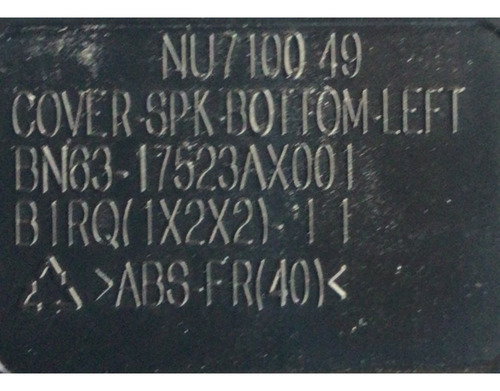 NU7100 49
COVER-SPK-BOTTOM-LEFT
BN63-17523AX001
B1RQ(1X2X2)-1 1
>ABS-FR(40)<